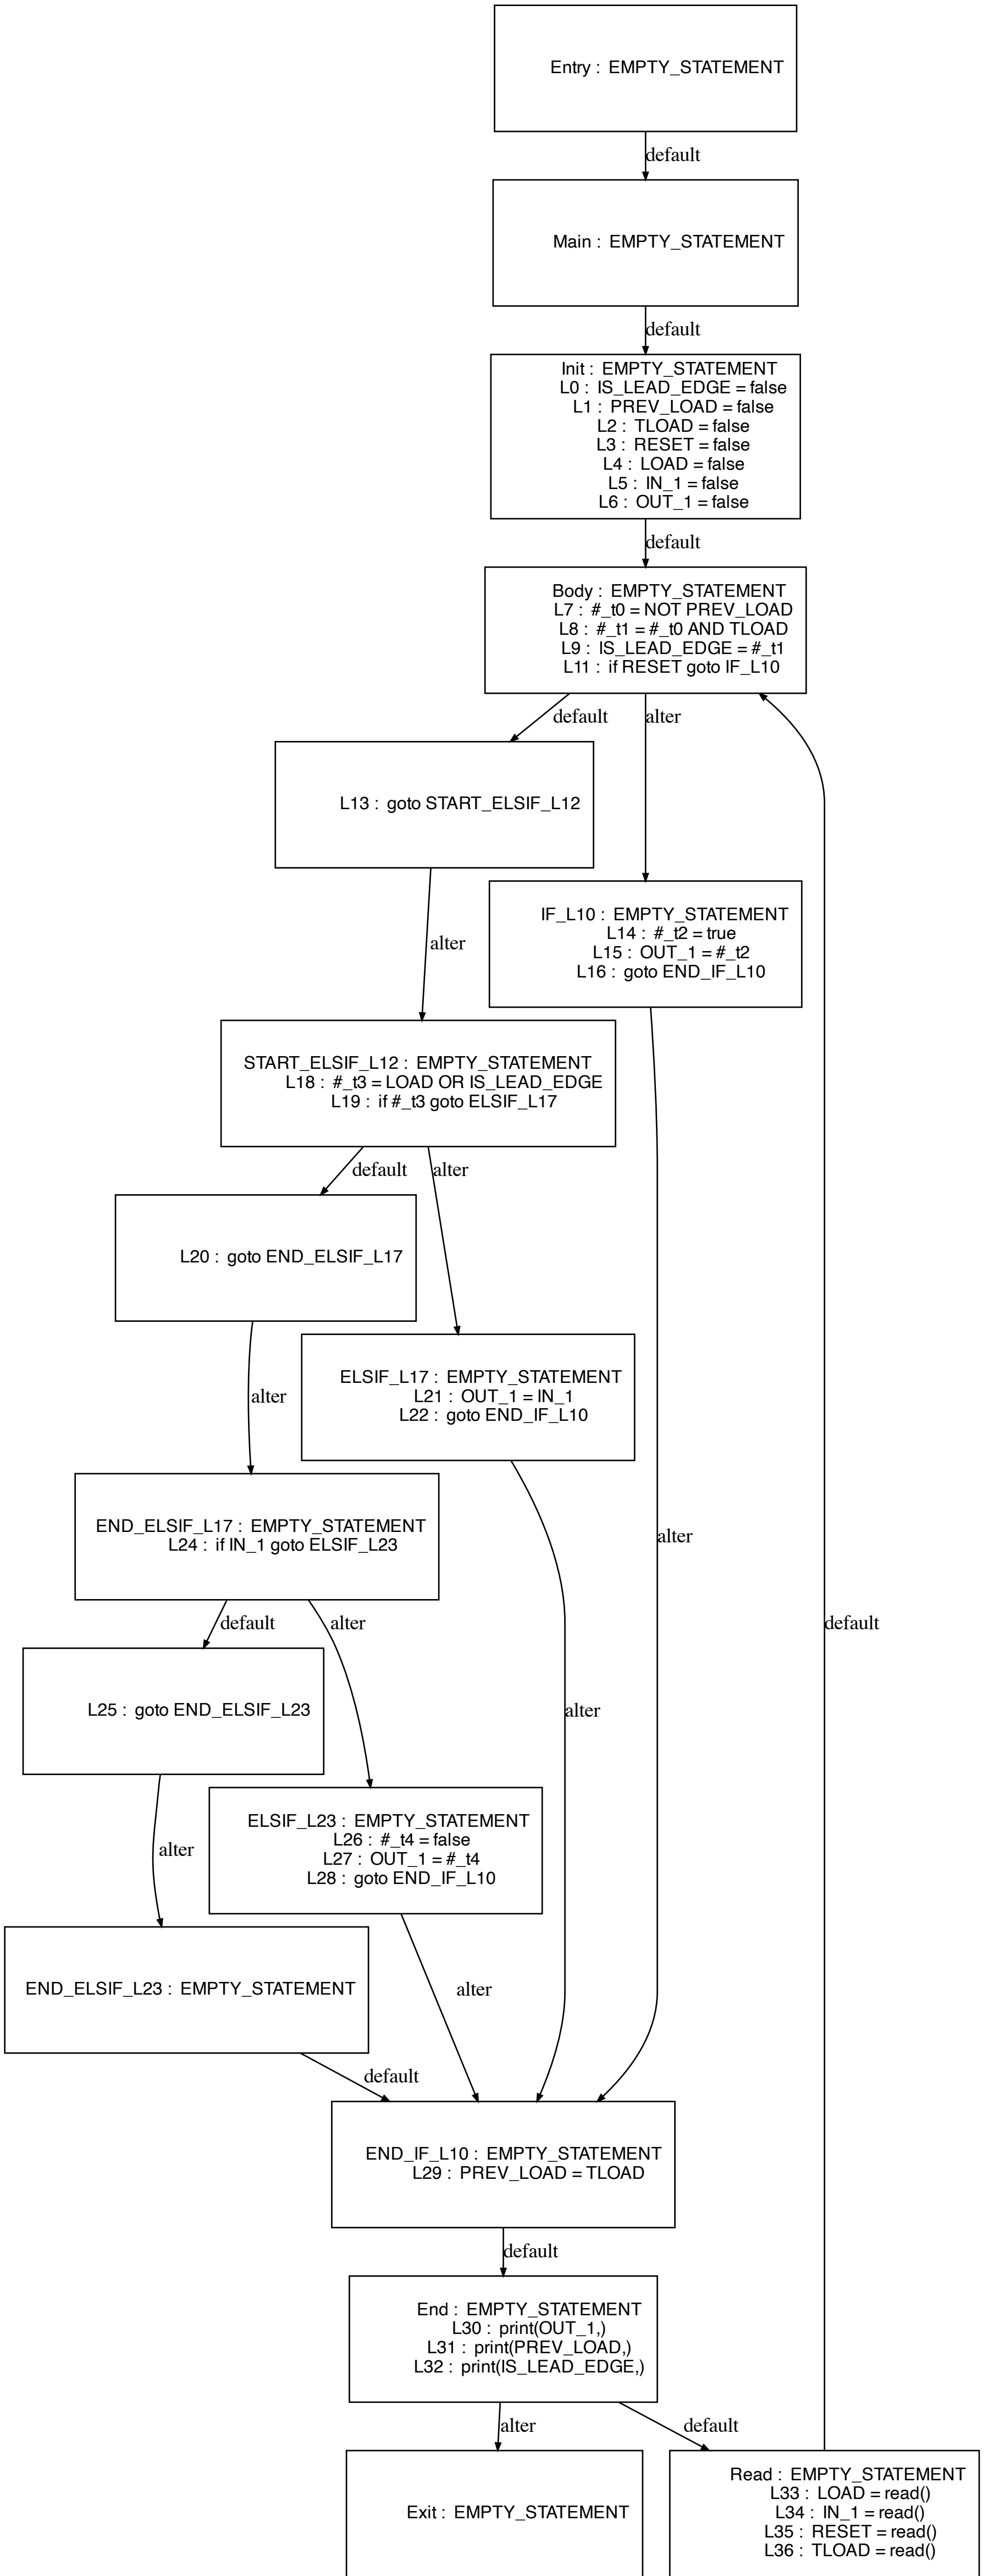 Entry : EMPTY_STATEMENT
default
Main : EMPTY_STATEMENT
default
Init : EMPTY_STATEMENT
L0 : IS_LEAD_EDGE = false
L1 : PREV_LOAD = false
L2 : TLOAD = false
L3 : RESET = false
L4 : LOAD = false
L5 : IN_1 = false
L6 : OUT_1 = false
default
Body : EMPTY_STATEMENT
L7 : #_t0 = NOT PREV_LOAD
L8 : #_t1 = #_t0 AND TLOAD
L9 : IS_LEAD_EDGE = #_t1
L11 : if RESET goto IF_L10
default
alter
L13 : goto START_ELSIF_L12
alter
IF_L10 : EMPTY_STATEMENT
L14 : #_t2 = true
L15 : OUT_1 = #_t2
L16 : goto END_IF_L10
START_ELSIF_L12 : EMPTY_STATEMENT
L18 : #_t3 = LOAD OR IS_LEAD_EDGE
L19 : if #_t3 goto ELSIF_L17
default
alter
L20 : goto END_ELSIF_L17
alter
ELSIF_L17 : EMPTY_STATEMENT
L21 : OUT_1 = IN_1
L22 : goto END_IF_L10
END_ELSIF_L17 : EMPTY_STATEMENT
L24 : if IN_1 goto ELSIF_L23
alter
default
alter
default
L25 : goto END_ELSIF_L23
alter
alter
ELSIF_L23 : EMPTY_STATEMENT
L26 : #_t4 = false
L27 : OUT_1 = #_t4
L28 : goto END_IF_L10
END_ELSIF_L23 : EMPTY_STATEMENT
alter
default
END_IF_L10 : EMPTY_STATEMENT
L29 : PREV_LOAD = TLOAD
default
End : EMPTY_STATEMENT
L30 : print(OUT_1,)
L31 : print(PREV_LOAD,)
L32 : print(IS_LEAD_EDGE,)
alter
default
Exit : EMPTY_STATEMENT
Read : EMPTY_STATEMENT
L33 : LOAD = read()
L34 : IN_1 = read()
L35 : RESET = read()
L36 : TLOAD = read()